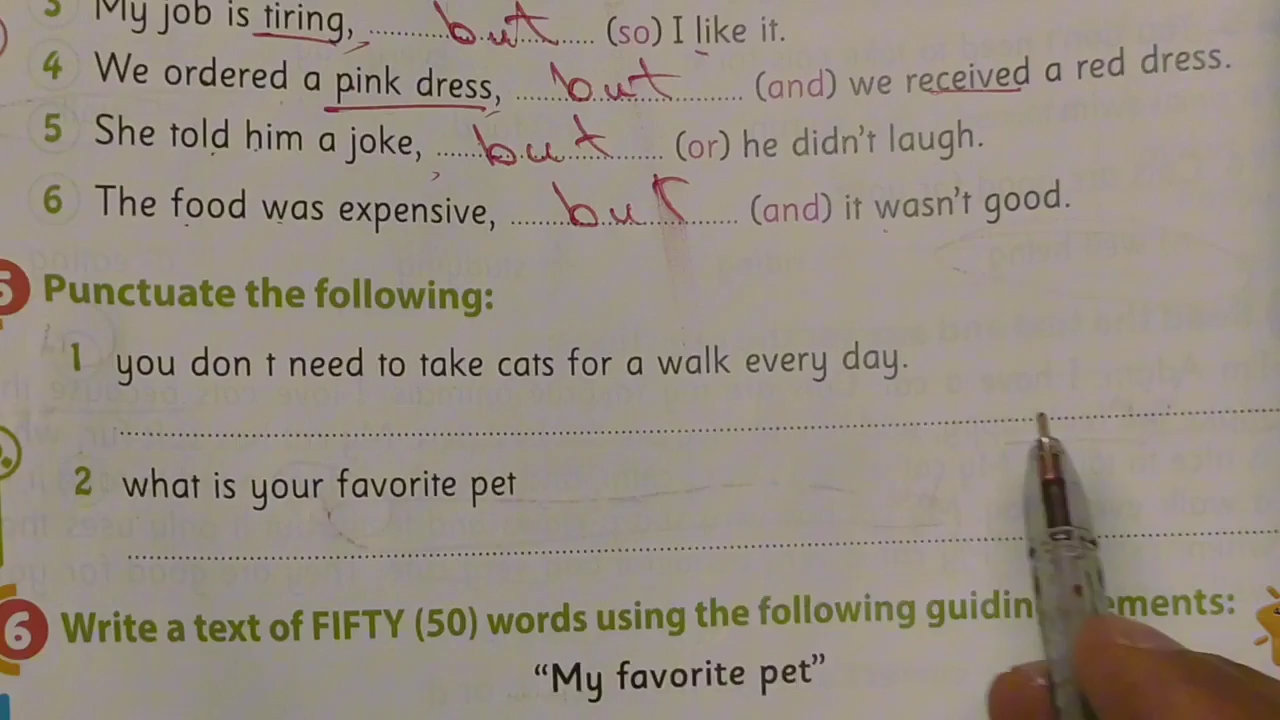 3 My job is tiring, but (so) I like it.
4 We ordered a pink dress, but (and) we received a red dress.
5 She told him a joke, but (or) he didn't laugh.
6 The food was expensive, but (and) it wasn't good.
5 Punctuate the following:
1 you don t need to take cats for a walk every day.
2 what is your favorite pet
6 Write a text of FIFTY (50) words using the following guidin ements:
“My favorite pet”